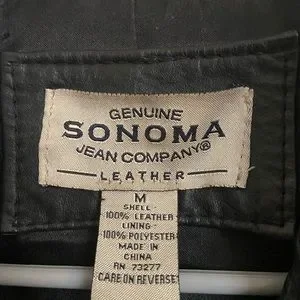 GENUINE
SONOMA
JEAN COMPANY®
LEATHER
M
SHELL -
100% LEATHER
LINING -
100% POLYESTER
MADE IN
CHINA
RN 73277
CARE ON REVERSE